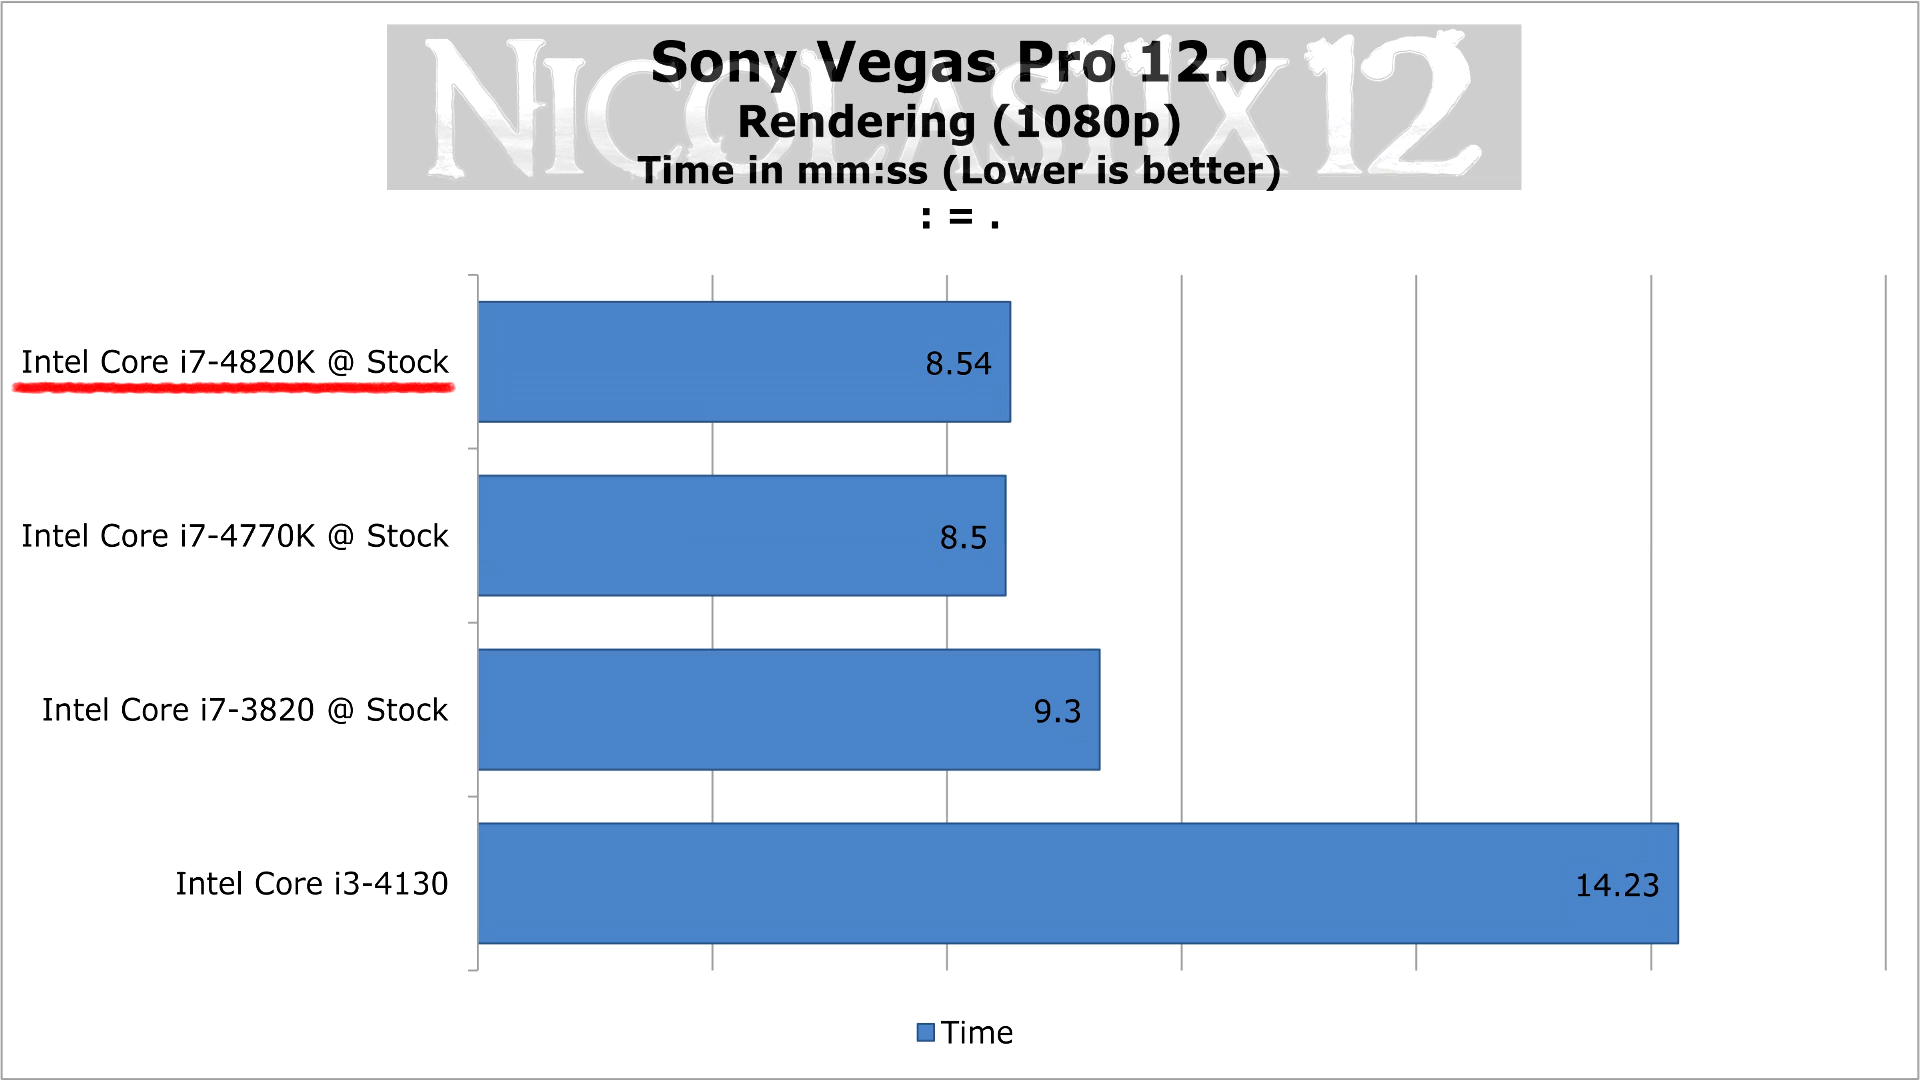 Sony Vegas Pro 12.0
Rendering (1080p)
Time in mm:ss (Lower is better)
: = .
Intel Core i7-4820K @ Stock
8.54
Intel Core i7-4770K @ Stock
8.5
Intel Core i7-3820 @ Stock
9.3
Intel Core i3-4130
14.23
Time